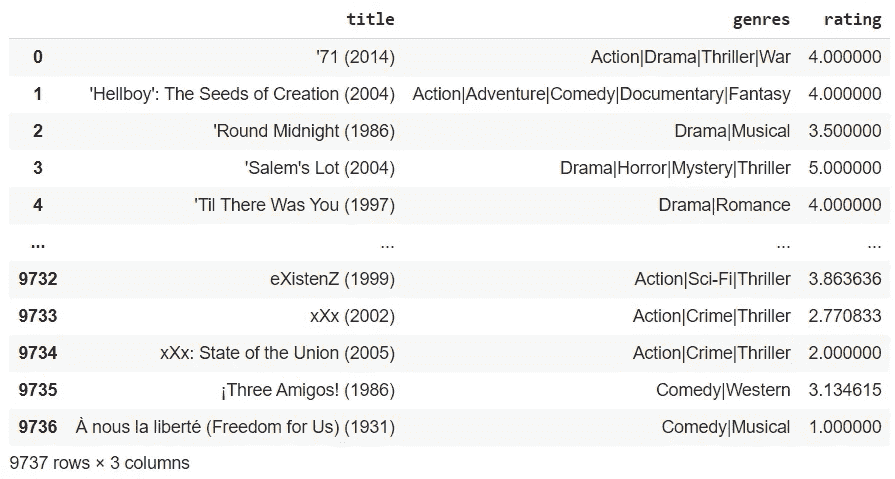 title genres rating
0 '71 (2014) Action|Drama|Thriller|War 4.000000
1 'Hellboy': The Seeds of Creation (2004) Action|Adventure|Comedy|Documentary|Fantasy 4.000000
2 'Round Midnight (1986) Drama|Musical 3.500000
3 'Salem's Lot (2004) Drama|Horror|Mystery|Thriller 5.000000
4 'Til There Was You (1997) Drama|Romance 4.000000
... ... ... ...
9732 eXistenZ (1999) Action|Sci-Fi|Thriller 3.863636
9733 xXx (2002) Action|Crime|Thriller 2.770833
9734 xXx: State of the Union (2005) Action|Crime|Thriller 2.000000
9735 ¡Three Amigos! (1986) Comedy|Western 3.134615
9736 À nous la liberté (Freedom for Us) (1931) Comedy|Musical 1.000000
9737 rows × 3 columns